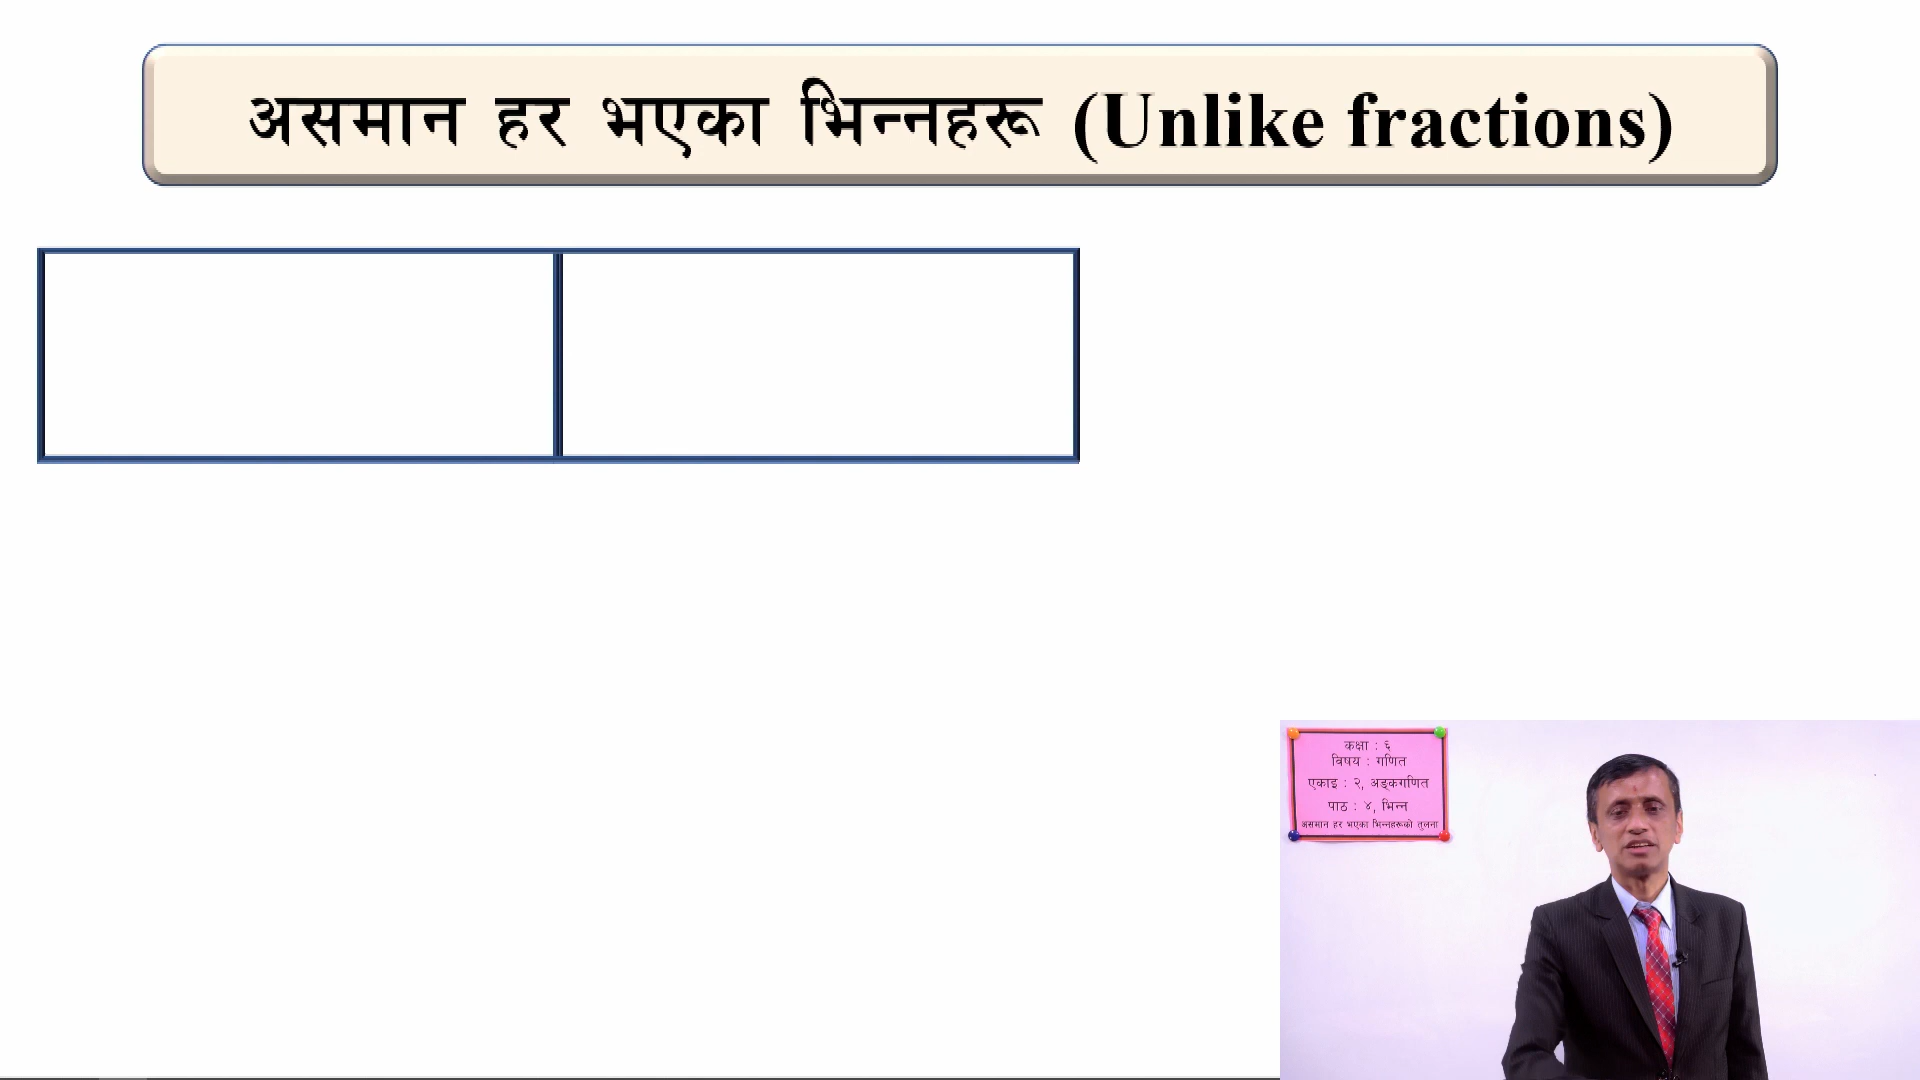 असमान हर भएका भिन्नहरू (Unlike fractions)
कक्षा : ६
विषय : गणित
एकाइ : २, अङ्कगणित
पाठ : ४, भिन्न
असमान हर भएका भिन्नहरूको तुलना